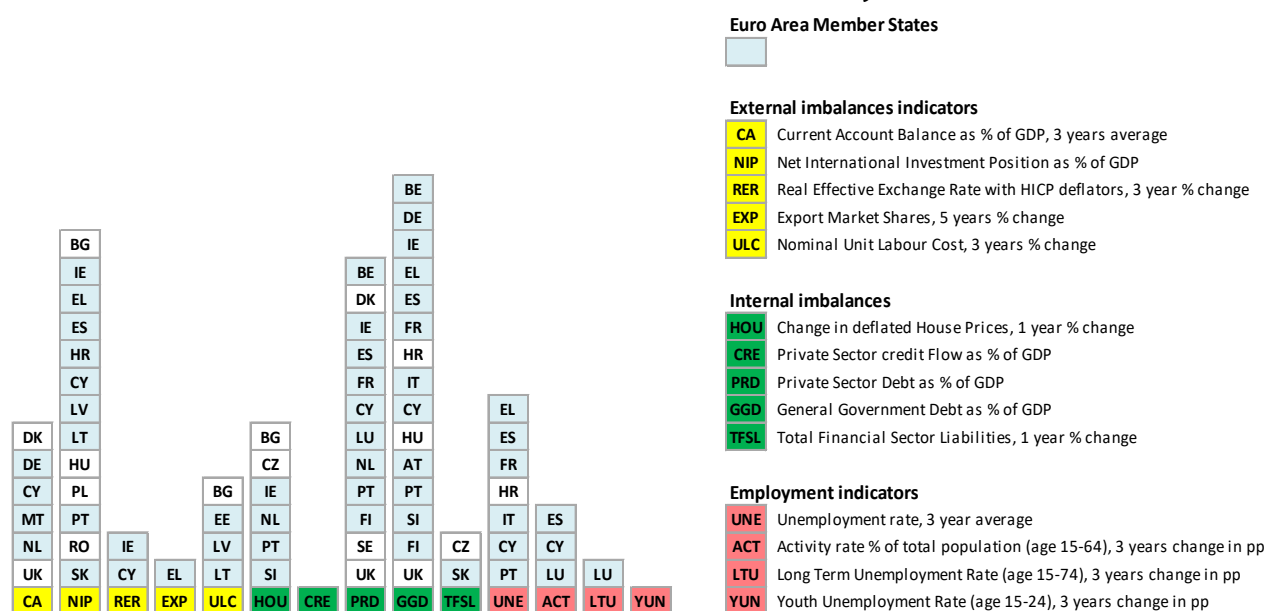 BE
DE
BG IE
IE BE EL
EL DK ES
ES IE FR
HR ES HR
CY FR IT
LV CY CY EL
DK LT BG LU HU ES
DE HU CZ NL AT FR
CY PL BG IE PT PT HR
MT PT EE NL FI SI IT ES
NL RO IE LV PT SE FI CZ CY CY
UK SK CY EL LT SI UK UK SK PT LU LU
CA NIP RER EXP ULC HOU CRE PRD GGD TFSL UNE ACT LTU YUN
Euro Area Member States
External imbalances indicators
CA Current Account Balance as % of GDP, 3 years average
NIP Net International Investment Position as % of GDP
RER Real Effective Exchange Rate with HICP deflators, 3 year % change
EXP Export Market Shares, 5 years % change
ULC Nominal Unit Labour Cost, 3 years % change
Internal imbalances
HOU Change in deflated House Prices, 1 year % change
CRE Private Sector credit Flow as % of GDP
PRD Private Sector Debt as % of GDP
GGD General Government Debt as % of GDP
TFSL Total Financial Sector Liabilities, 1 year % change
Employment indicators
UNE Unemployment rate, 3 year average
ACT Activity rate % of total population (age 15-64), 3 years change in pp
LTU Long Term Unemployment Rate (age 15-74), 3 years change in pp
YUN Youth Unemployment Rate (age 15-24), 3 years change in pp